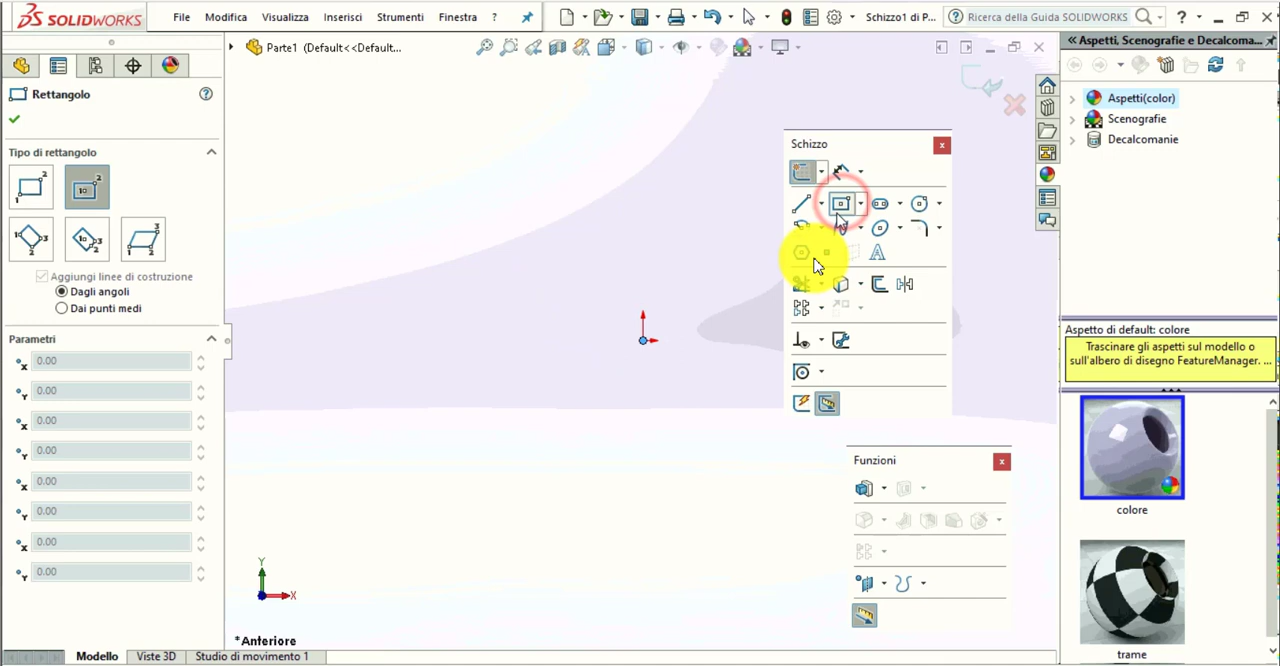 SOLIDWORKS
File
Modifica
Visualizza
Inserisci
Strumenti
Finestra
?
Schizzo1 di P...
Ricerca della Guida SOLIDWORKS
Parte1 (Default<<Default...
Rettangolo
Tipo di rettangolo
Aggiungi linee di costruzione
Dagli angoli
Dai punti medi
Parametri
0.00
0.00
0.00
0.00
0.00
0.00
0.00
0.00
Schizzo
Funzioni
Y
X
*Anteriore
Modello
Viste 3D
Studio di movimento 1
Aspetti, Scenografie e Decalcoma...
Aspetti(color)
Scenografie
Decalcomanie
Aspetto di default: colore
Trascinare gli aspetti sul modello o
sull'albero di disegno FeatureManager. ...
colore
trame